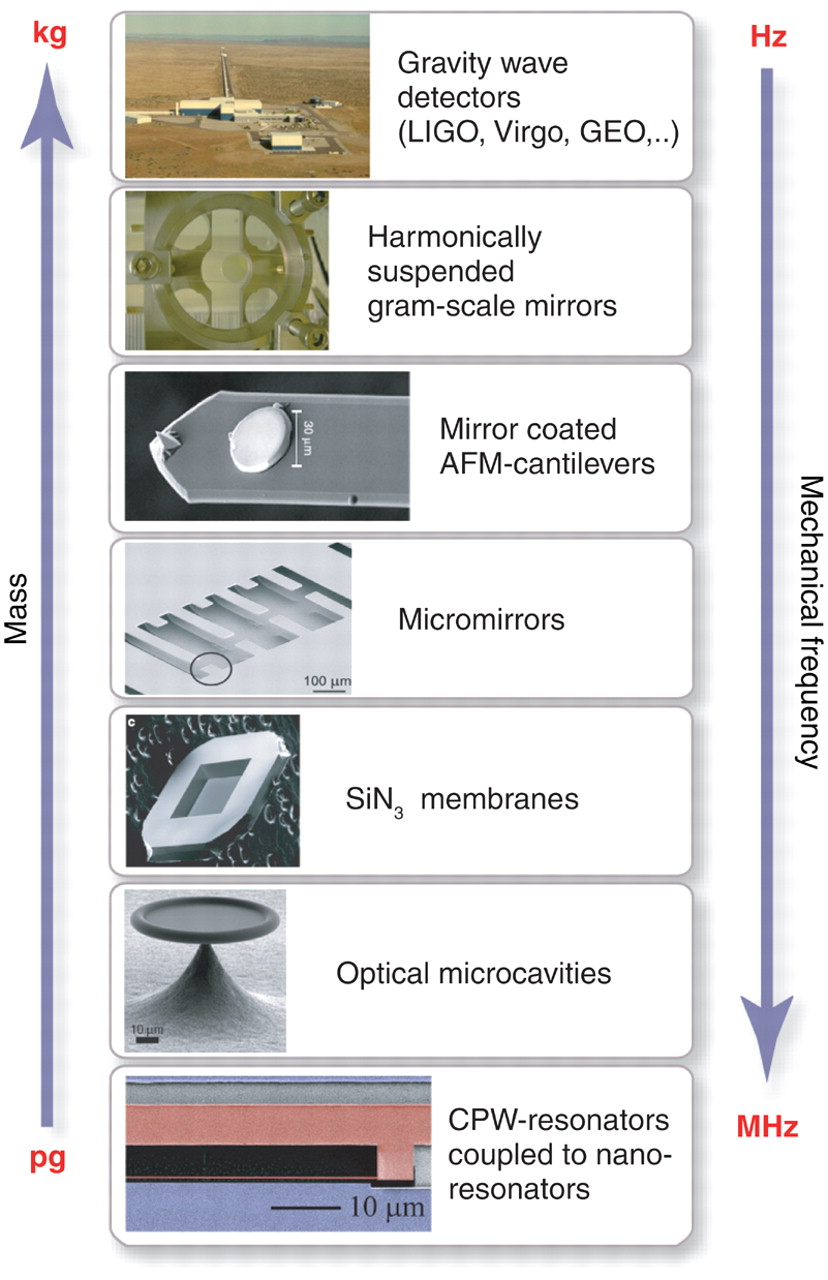 kg
Hz
Gravity wave
detectors
(LIGO, Virgo, GEO,..)
Harmonically
suspended
gram-scale mirrors
30 µm
Mirror coated
AFM-cantilevers
Mass
Mechanical frequency
Micromirrors
100 µm
c
SiN3 membranes
Optical microcavities
10 µm
CPW-resonators
coupled to nano-
resonators
10 µm
pg
MHz